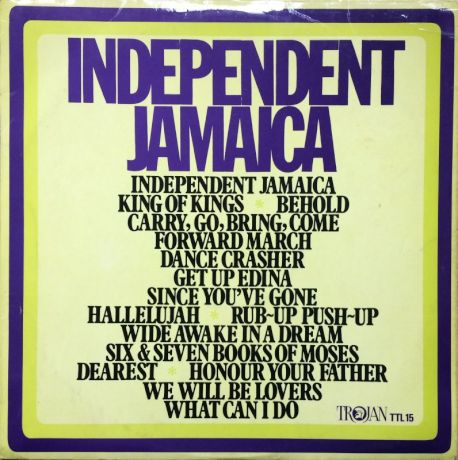 INDEPENDENT
JAMAICA
INDEPENDENT JAMAICA
KING OF KINGS * BEHOLD
CARRY, GO, BRING, COME
FORWARD MARCH
DANCE CRASHER
GET UP EDINA
SINCE YOU'VE GONE
HALLELUJAH * RUB~UP PUSH~UP
WIDE AWAKE IN A DREAM
SIX & SEVEN BOOKS OF MOSES
DEAREST * HONOUR YOUR FATHER
WE WILL BE LOVERS
WHAT CAN I DO
TROJAN TTL 15